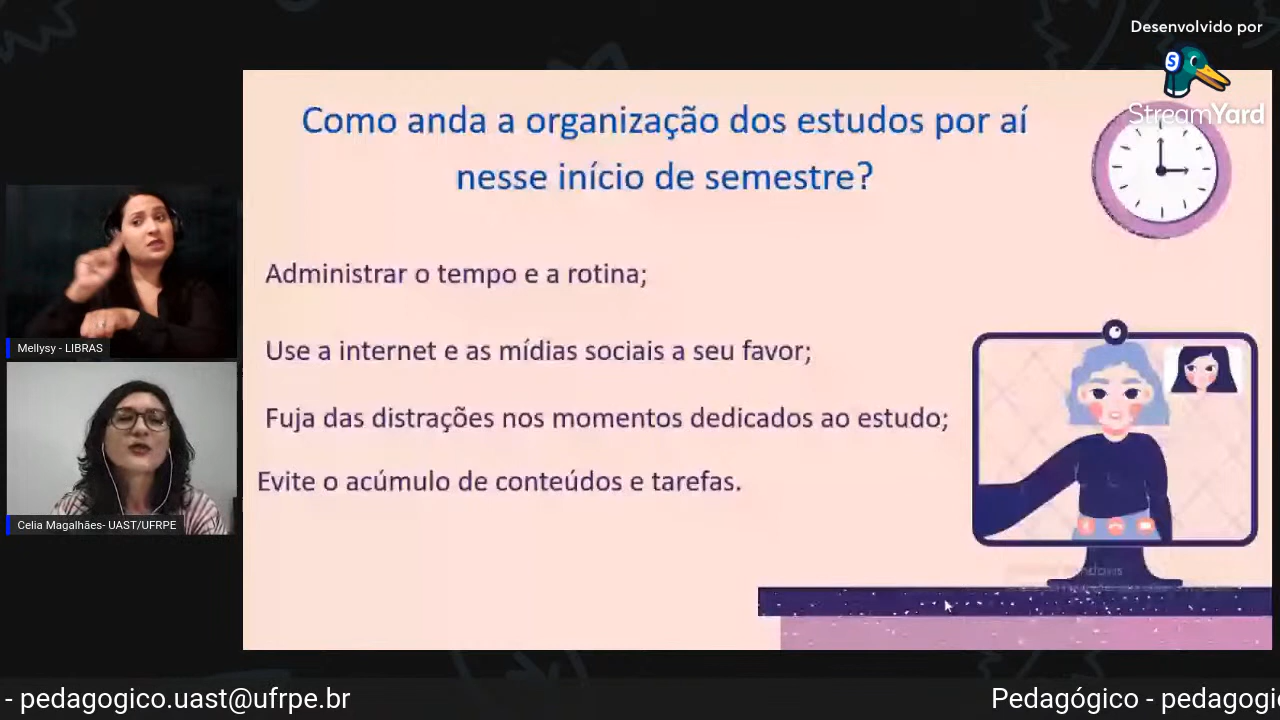 Desenvolvido por
StreamYard
Como anda a organização dos estudos por aí
nesse início de semestre?
Administrar o tempo e a rotina;
Use a internet e as mídias sociais a seu favor;
Fuja das distrações nos momentos dedicados ao estudo;
Evite o acúmulo de conteúdos e tarefas.
Mellysy - LIBRAS
Celia Magalhães- UAST/UFRPE
- pedagogico.uast@ufrpe.br
Pedagógico - pedagogic